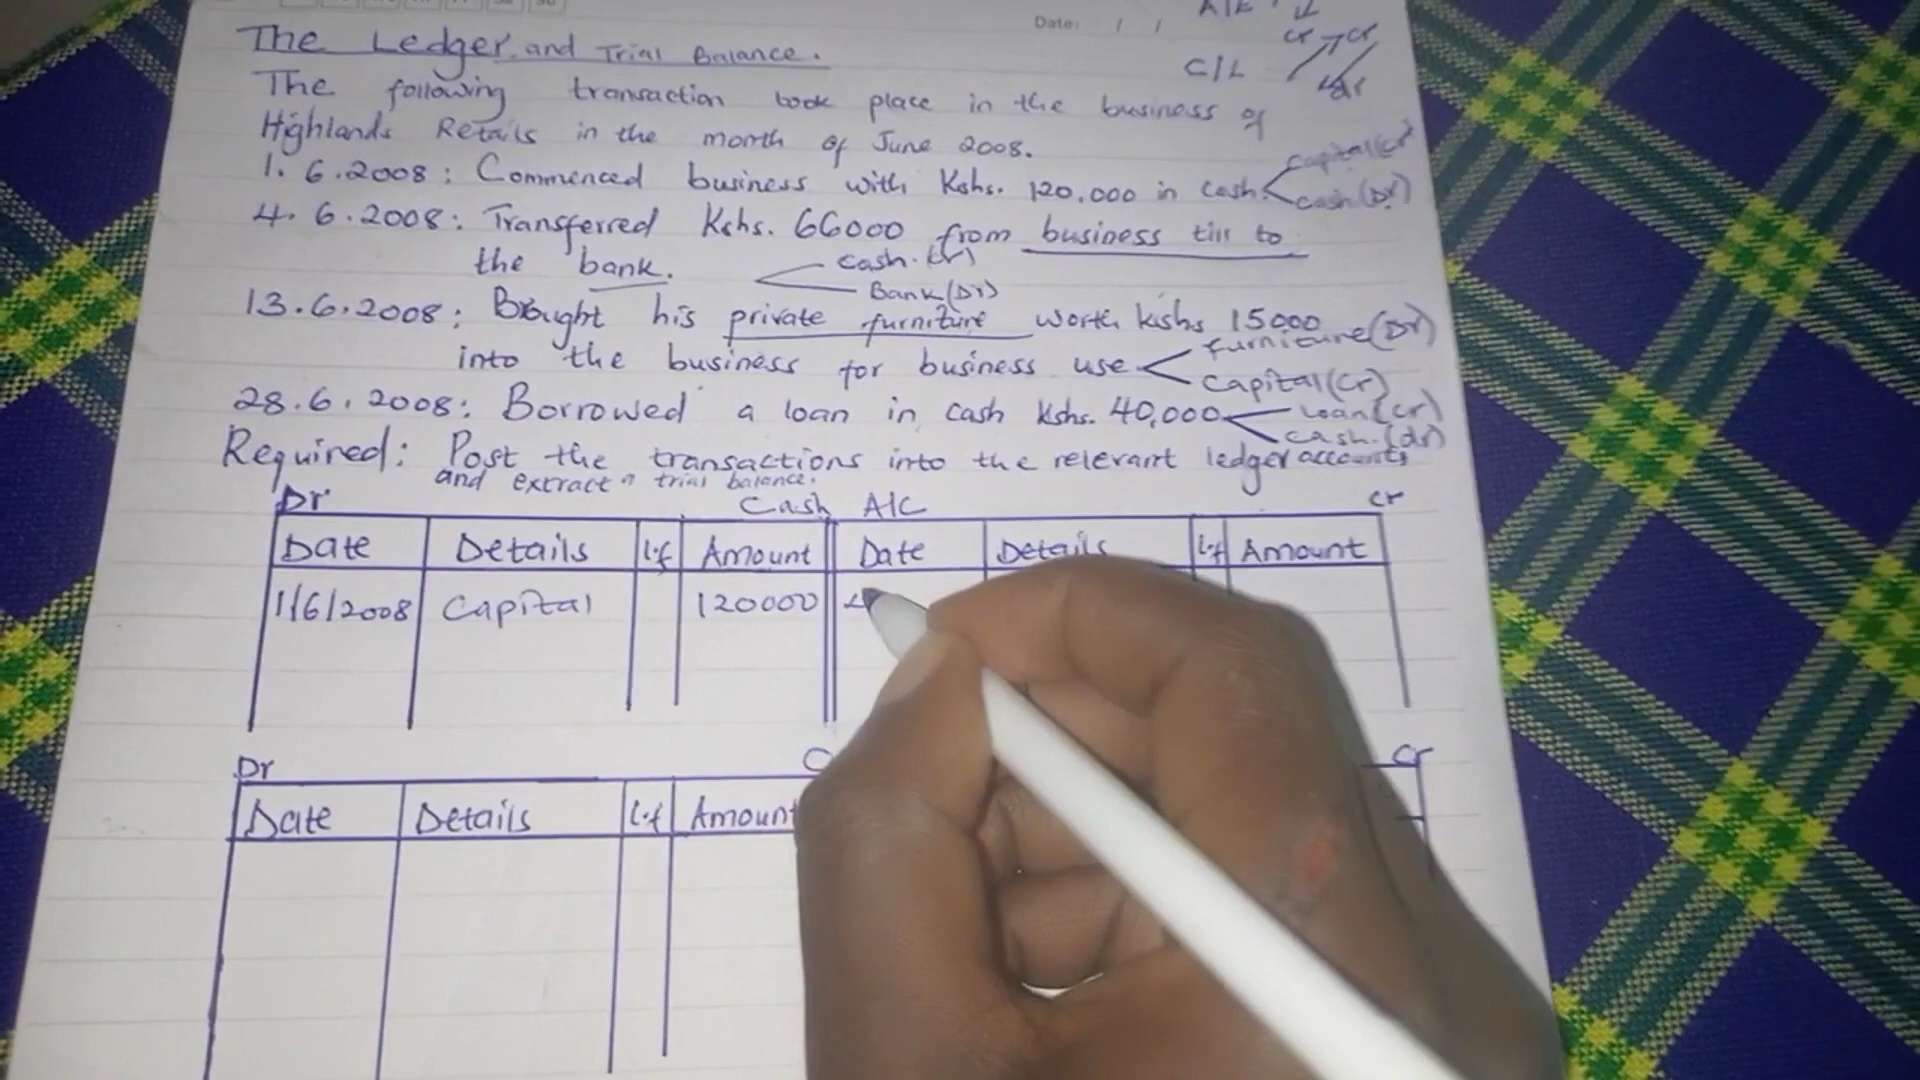 Date: / /
cr cr
C/L
dr
The Ledger and Trial Balance.
The following transaction took place in the business of
Highlands Retails in the month of June 2008.
1. 6.2008: Commenced business with Kshs. 120.000 in cash. Capital(cr)
cash(Dr)
4. 6.2008: Transferred Kshs. 66000 from business till to
the bank. cash.(cr)
Bank(Dr)
13.6.2008: Brought his private furniture worth kshs 15000
into the business for business use furniture(Dr)
Capital(Cr)
28.6.2008: Borrowed a loan in cash Kshs. 40,000 Loan(cr)
cash.(dr)
Required: Post the transactions into the relevant ledger accounts
and extract a trial balance.
Dr Cash A/C cr
Date Details l.f Amount Date Details l.f Amount
1/6/2008 Capital 120000 4
Dr C Cr
Date Details l.f Amount